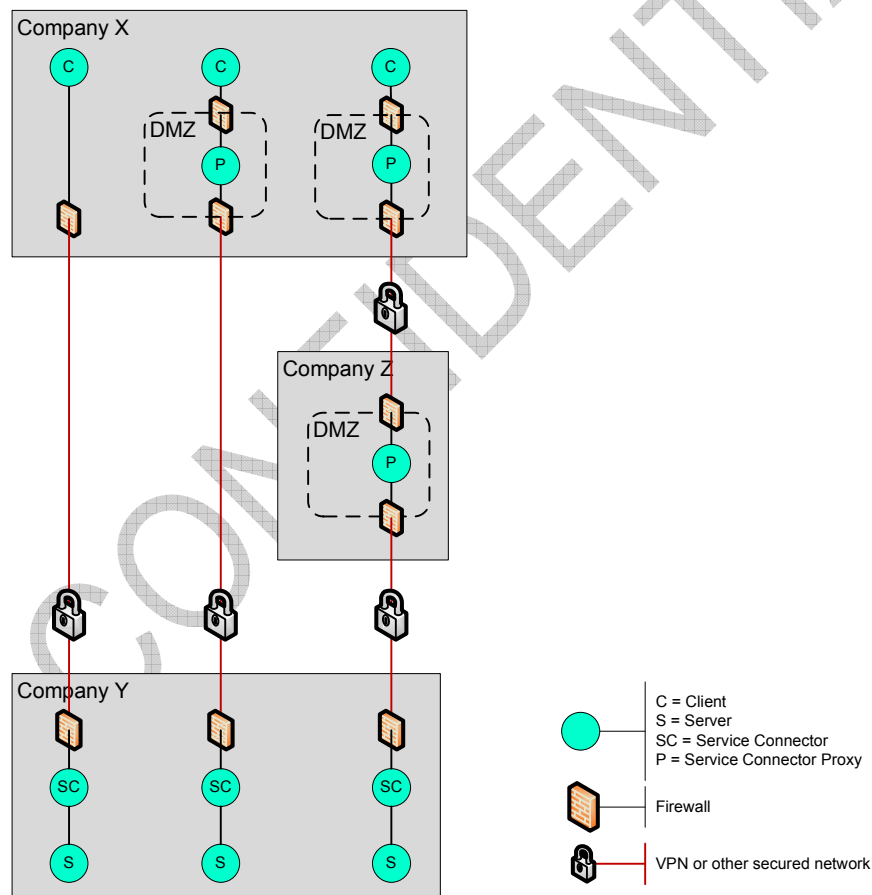 Company X
C
C
C
DMZ
DMZ
P
P
Company Z
DMZ
P
Company Y
SC
SC
SC
S
S
S
C = Client
S = Server
SC = Service Connector
P = Service Connector Proxy
Firewall
VPN or other secured network
CONFIDENTIA